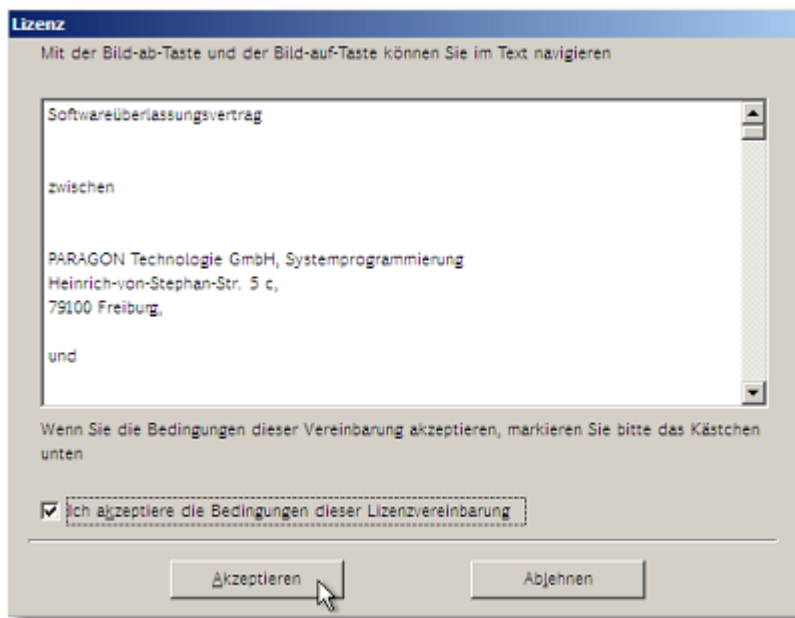 Lizenz
Mit der Bild-ab-Taste und der Bild-auf-Taste können Sie im Text navigieren
Softwareüberlassungsvertrag
zwischen
PARAGON Technologie GmbH, Systemprogrammierung
Heinrich-von-Stephan-Str. 5 c,
79100 Freiburg,
und
Wenn Sie die Bedingungen dieser Vereinbarung akzeptieren, markieren Sie bitte das Kästchen
unten
Ich akzeptiere die Bedingungen dieser Lizenzvereinbarung
Akzeptieren
Ablehnen